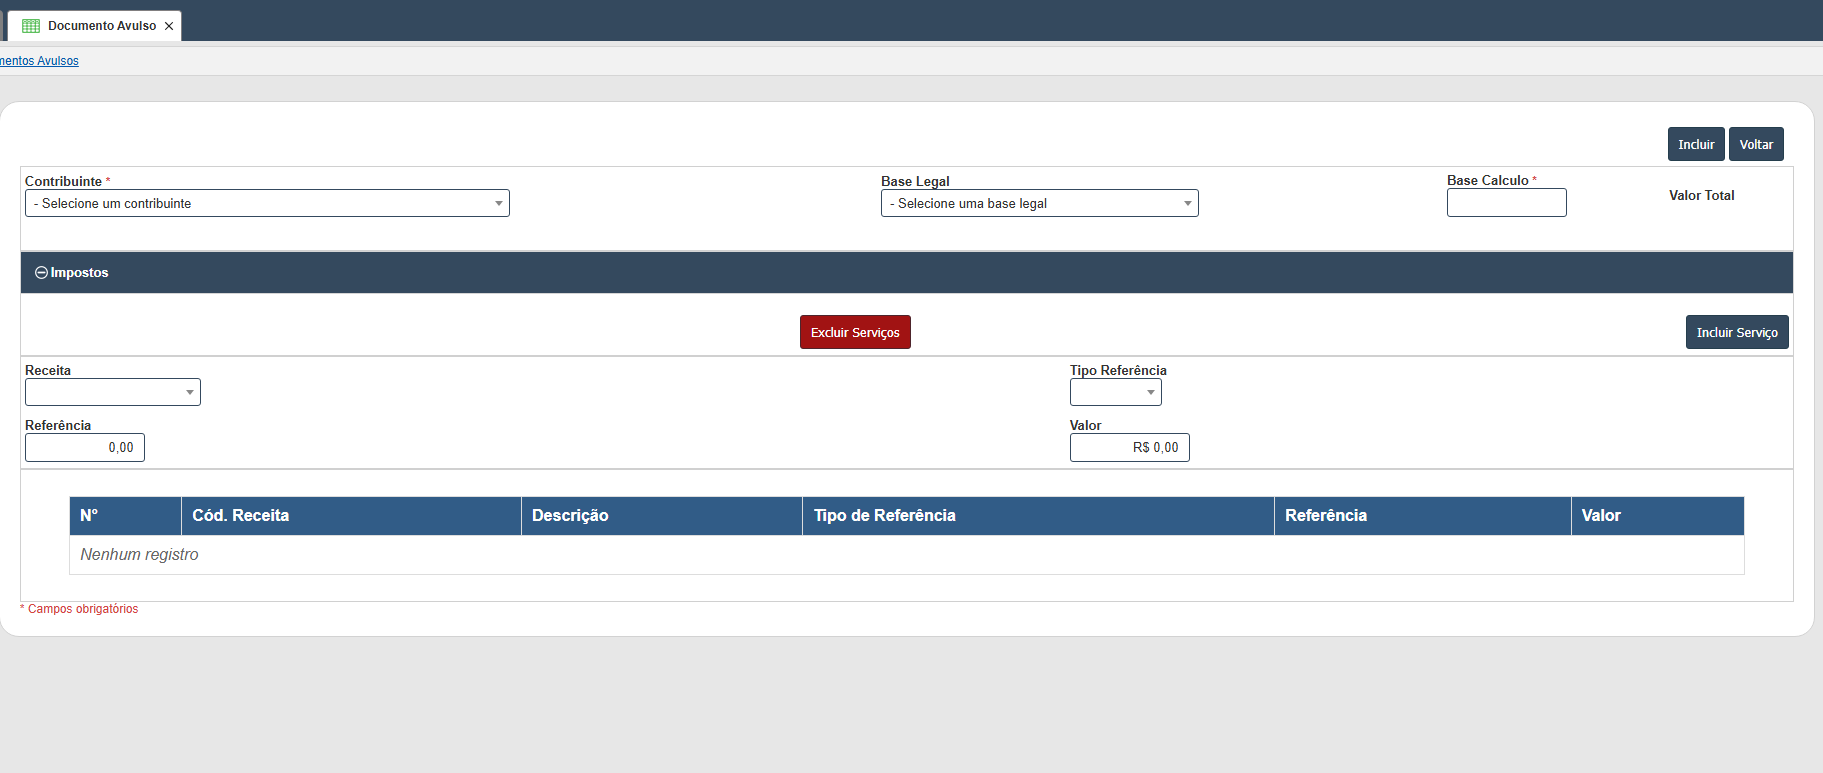 Documento Avulso ×
mentos Avulsos
Incluir Voltar
Contribuinte * Base Legal Base Calculo * Valor Total
- Selecione um contribuinte - Selecione uma base legal
Impostos
Excluir Serviços Incluir Serviço
Receita Tipo Referência
Referência Valor
0,00 R$ 0,00
Nº Cód. Receita Descrição Tipo de Referência Referência Valor
Nenhum registro
* Campos obrigatórios